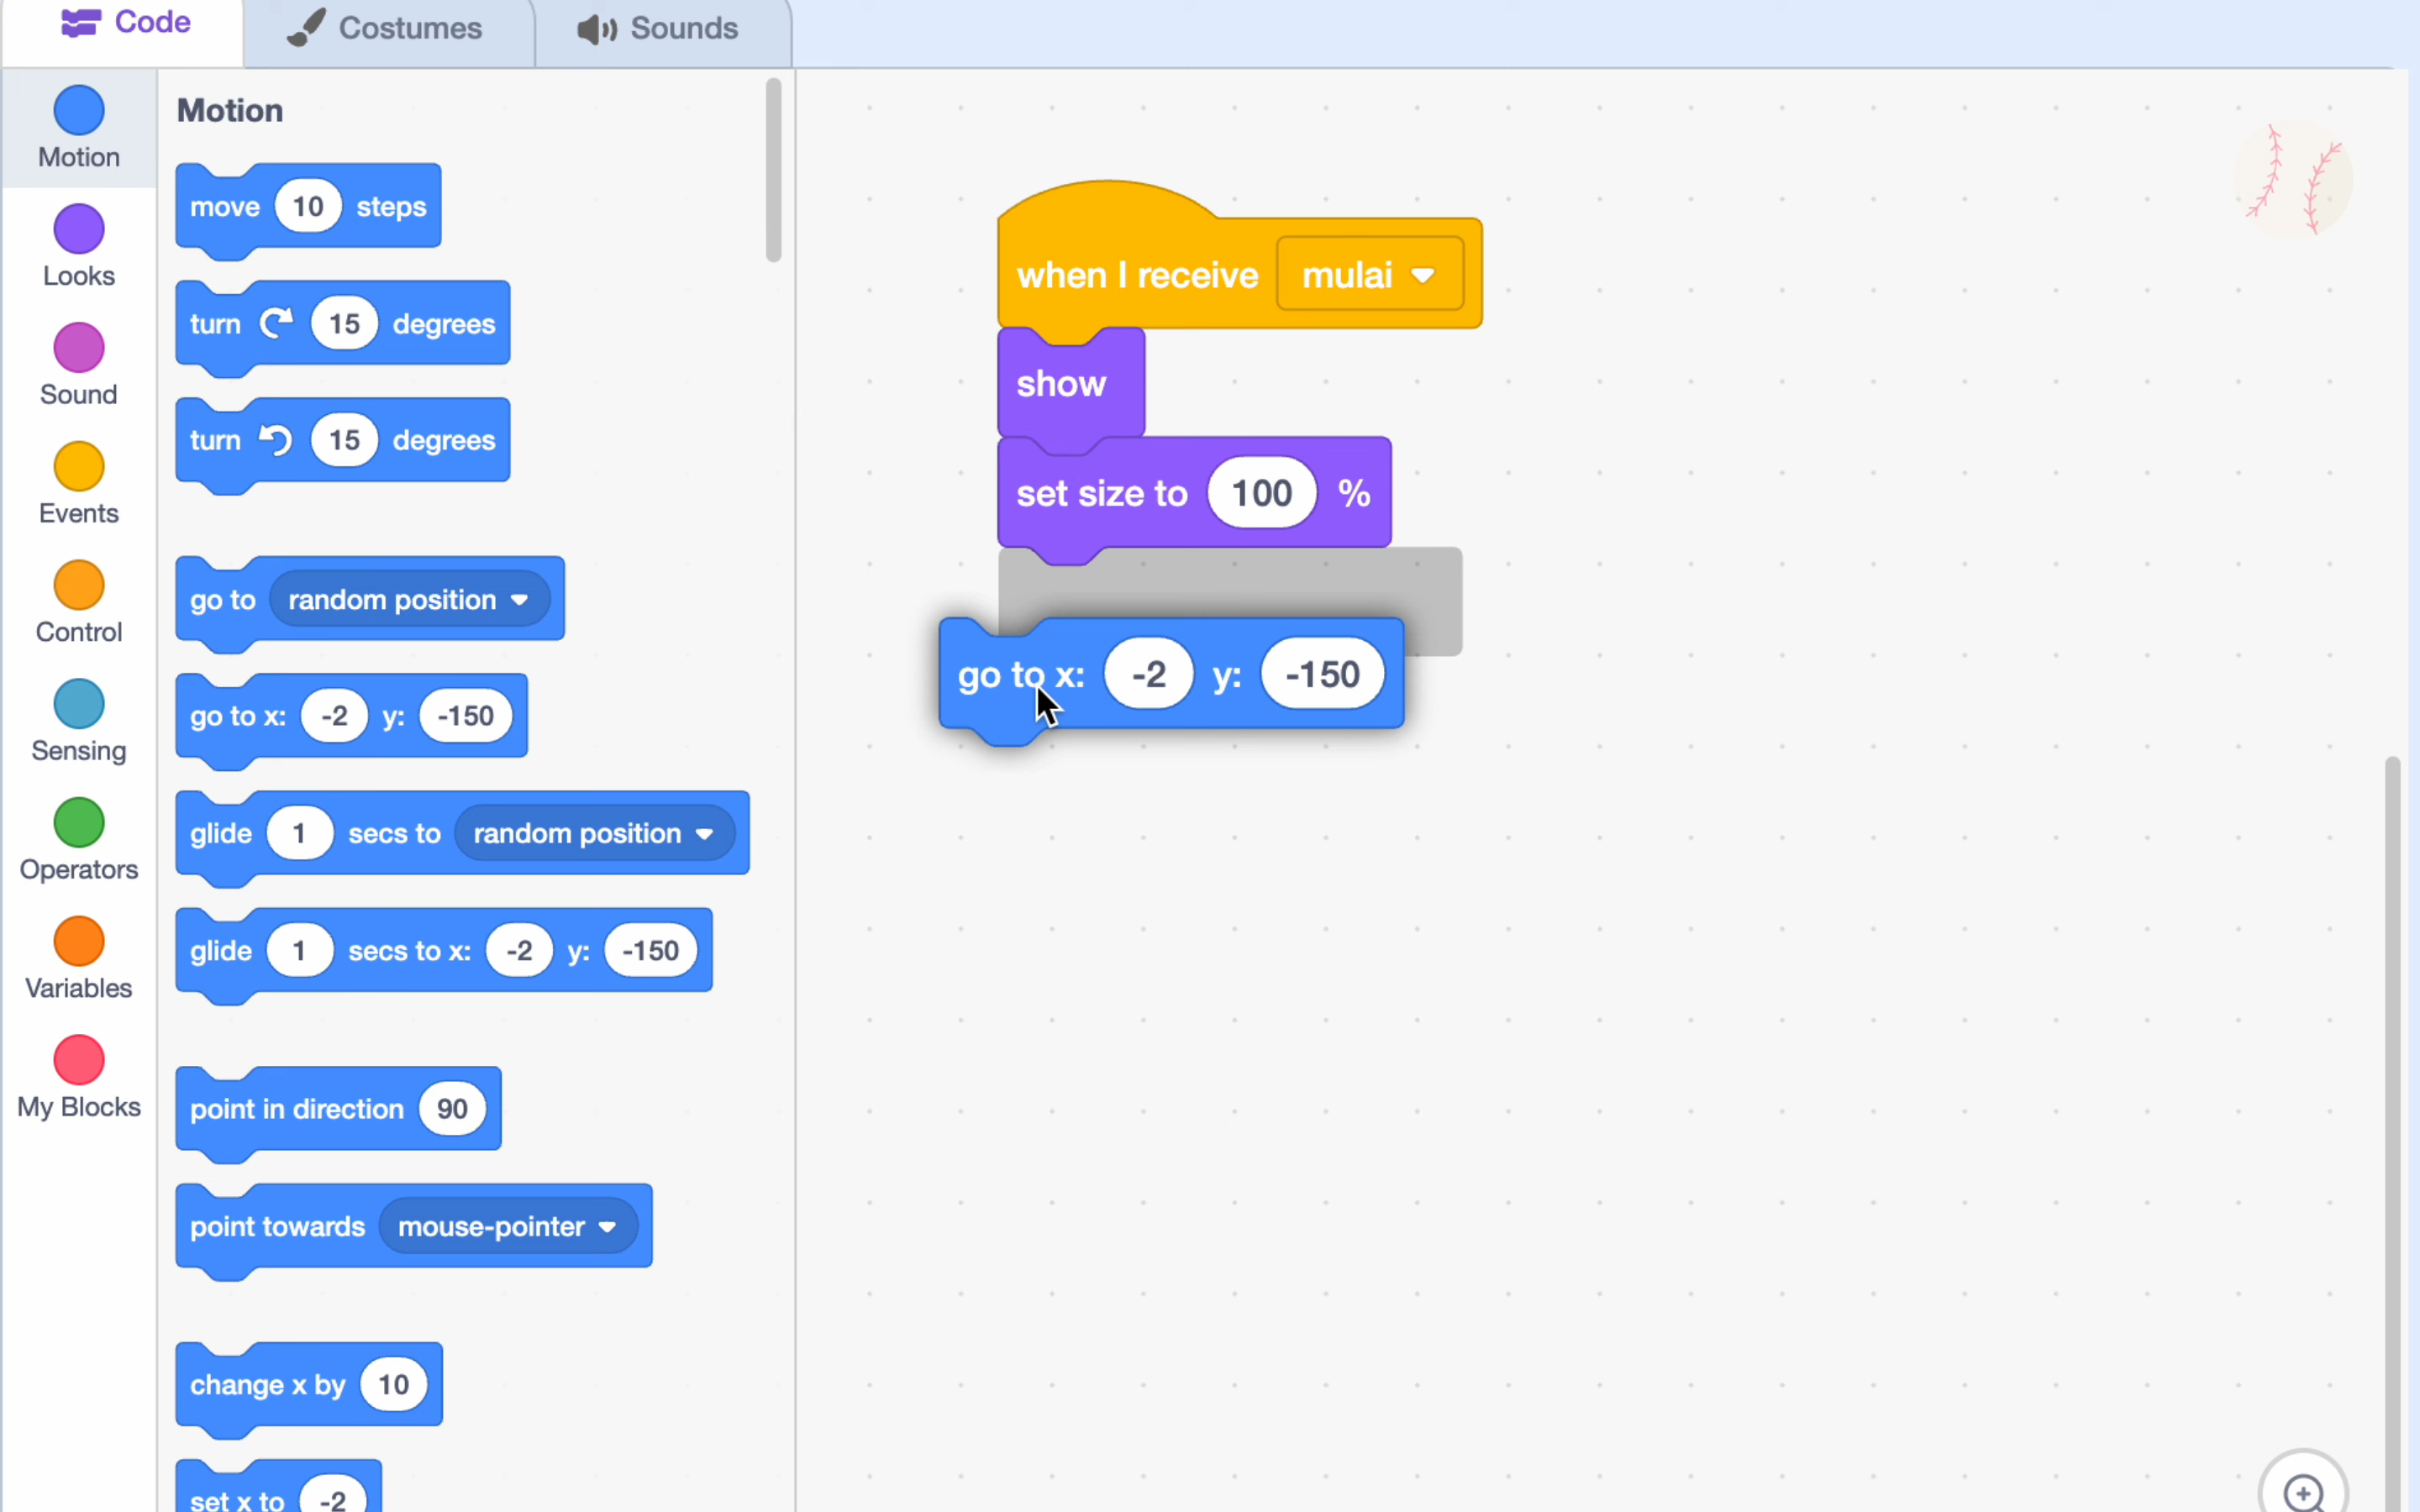 Code
Costumes
Sounds
Motion
Looks
Sound
Events
Control
Sensing
Operators
Variables
My Blocks
Motion
move 10 steps
turn 15 degrees
turn 15 degrees
go to random position
go to x: -2 y: -150
glide 1 secs to random position
glide 1 secs to x: -2 y: -150
point in direction 90
point towards mouse-pointer
change x by 10
set x to -2
when I receive mulai
show
set size to 100 %
go to x: -2 y: -150